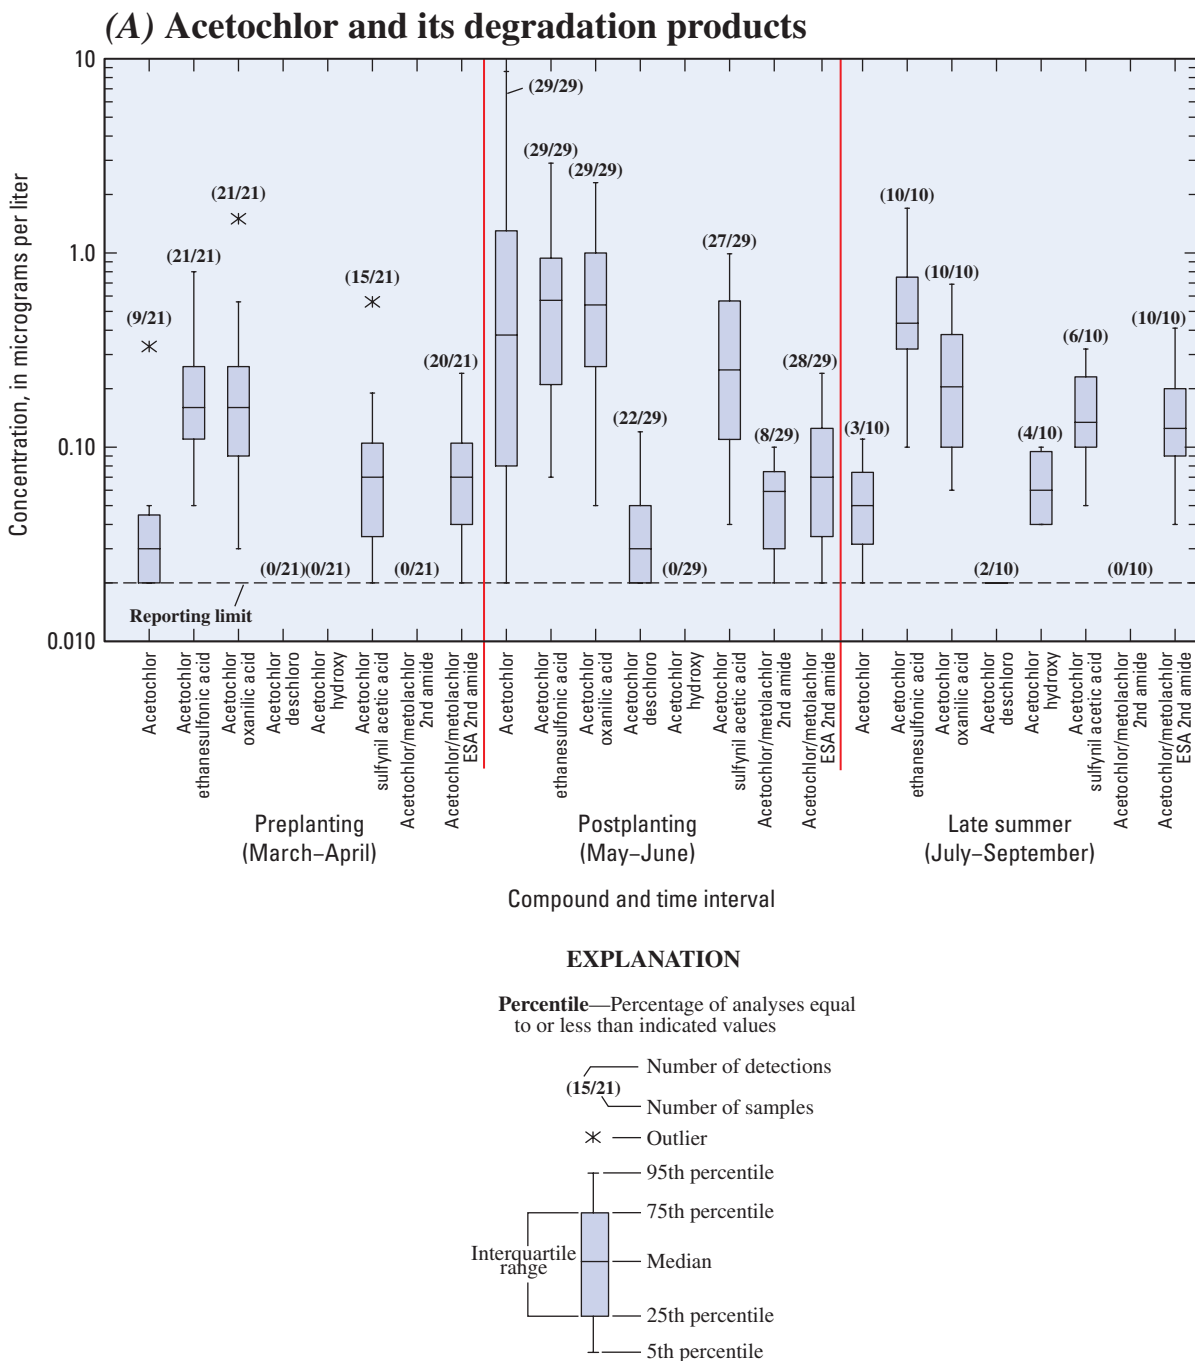 (A) Acetochlor and its degradation products
Concentration, in micrograms per liter
10
1.0
0.10
0.010
(9/21)
(21/21)
(21/21)
(0/21)
(0/21)
(15/21)
(0/21)
(20/21)
Reporting limit
(29/29)
(29/29)
(29/29)
(22/29)
(0/29)
(27/29)
(8/29)
(28/29)
(3/10)
(10/10)
(10/10)
(2/10)
(4/10)
(6/10)
(0/10)
(10/10)
Acetochlor
Acetochlor
ethanesulfonic acid
Acetochlor
oxanilic acid
Acetochlor
deschloro
Acetochlor
hydroxy
Acetochlor
sulfynil acetic acid
Acetochlor/metolachlor
2nd amide
Acetochlor/metolachlor
ESA 2nd amide
Acetochlor
Acetochlor
ethanesulfonic acid
Acetochlor
oxanilic acid
Acetochlor
deschloro
Acetochlor
hydroxy
Acetochlor
sulfynil acetic acid
Acetochlor/metolachlor
2nd amide
Acetochlor/metolachlor
ESA 2nd amide
Acetochlor
Acetochlor
ethanesulfonic acid
Acetochlor
oxanilic acid
Acetochlor
deschloro
Acetochlor
hydroxy
Acetochlor
sulfynil acetic acid
Acetochlor/metolachlor
2nd amide
Acetochlor/metolachlor
ESA 2nd amide
Preplanting
(March–April)
Postplanting
(May–June)
Late summer
(July–September)
Compound and time interval
EXPLANATION
Percentile—Percentage of analyses equal
to or less than indicated values
Number of detections
(15/21)
Number of samples
Outlier
95th percentile
75th percentile
Interquartile
range
Median
25th percentile
5th percentile